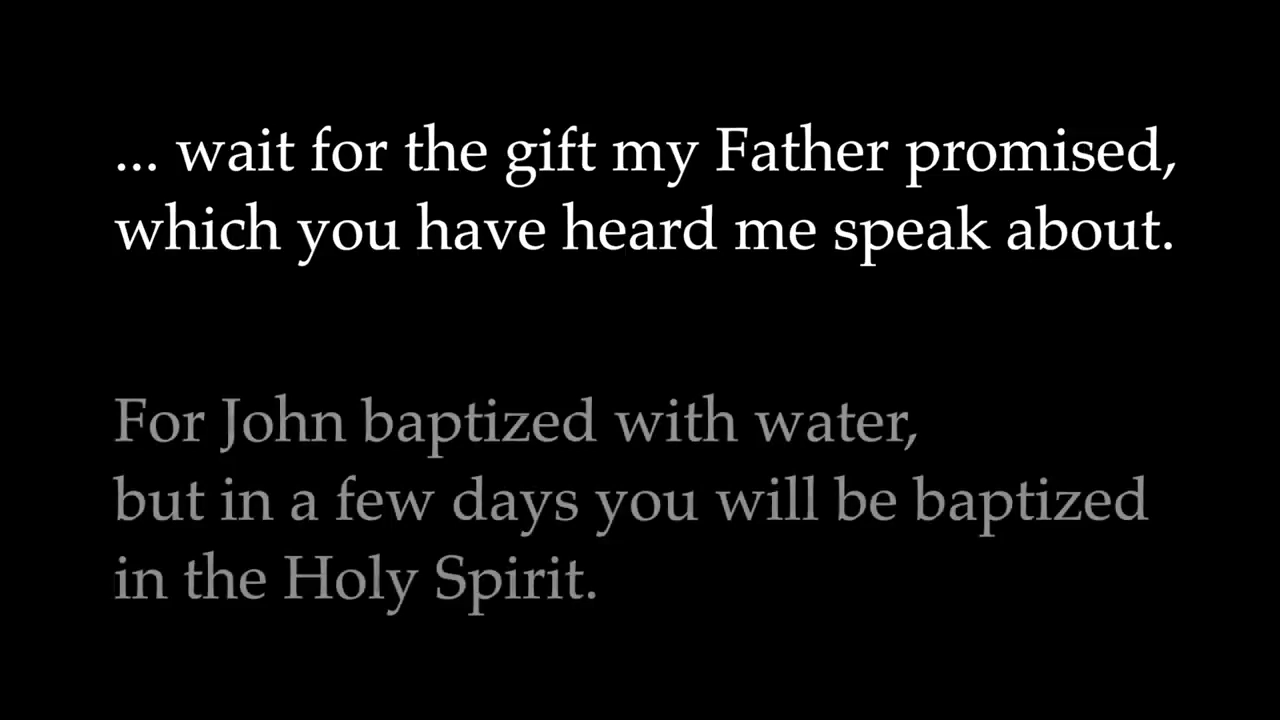 ... wait for the gift my Father promised,
which you have heard me speak about.
For John baptized with water,
but in a few days you will be baptized
in the Holy Spirit.